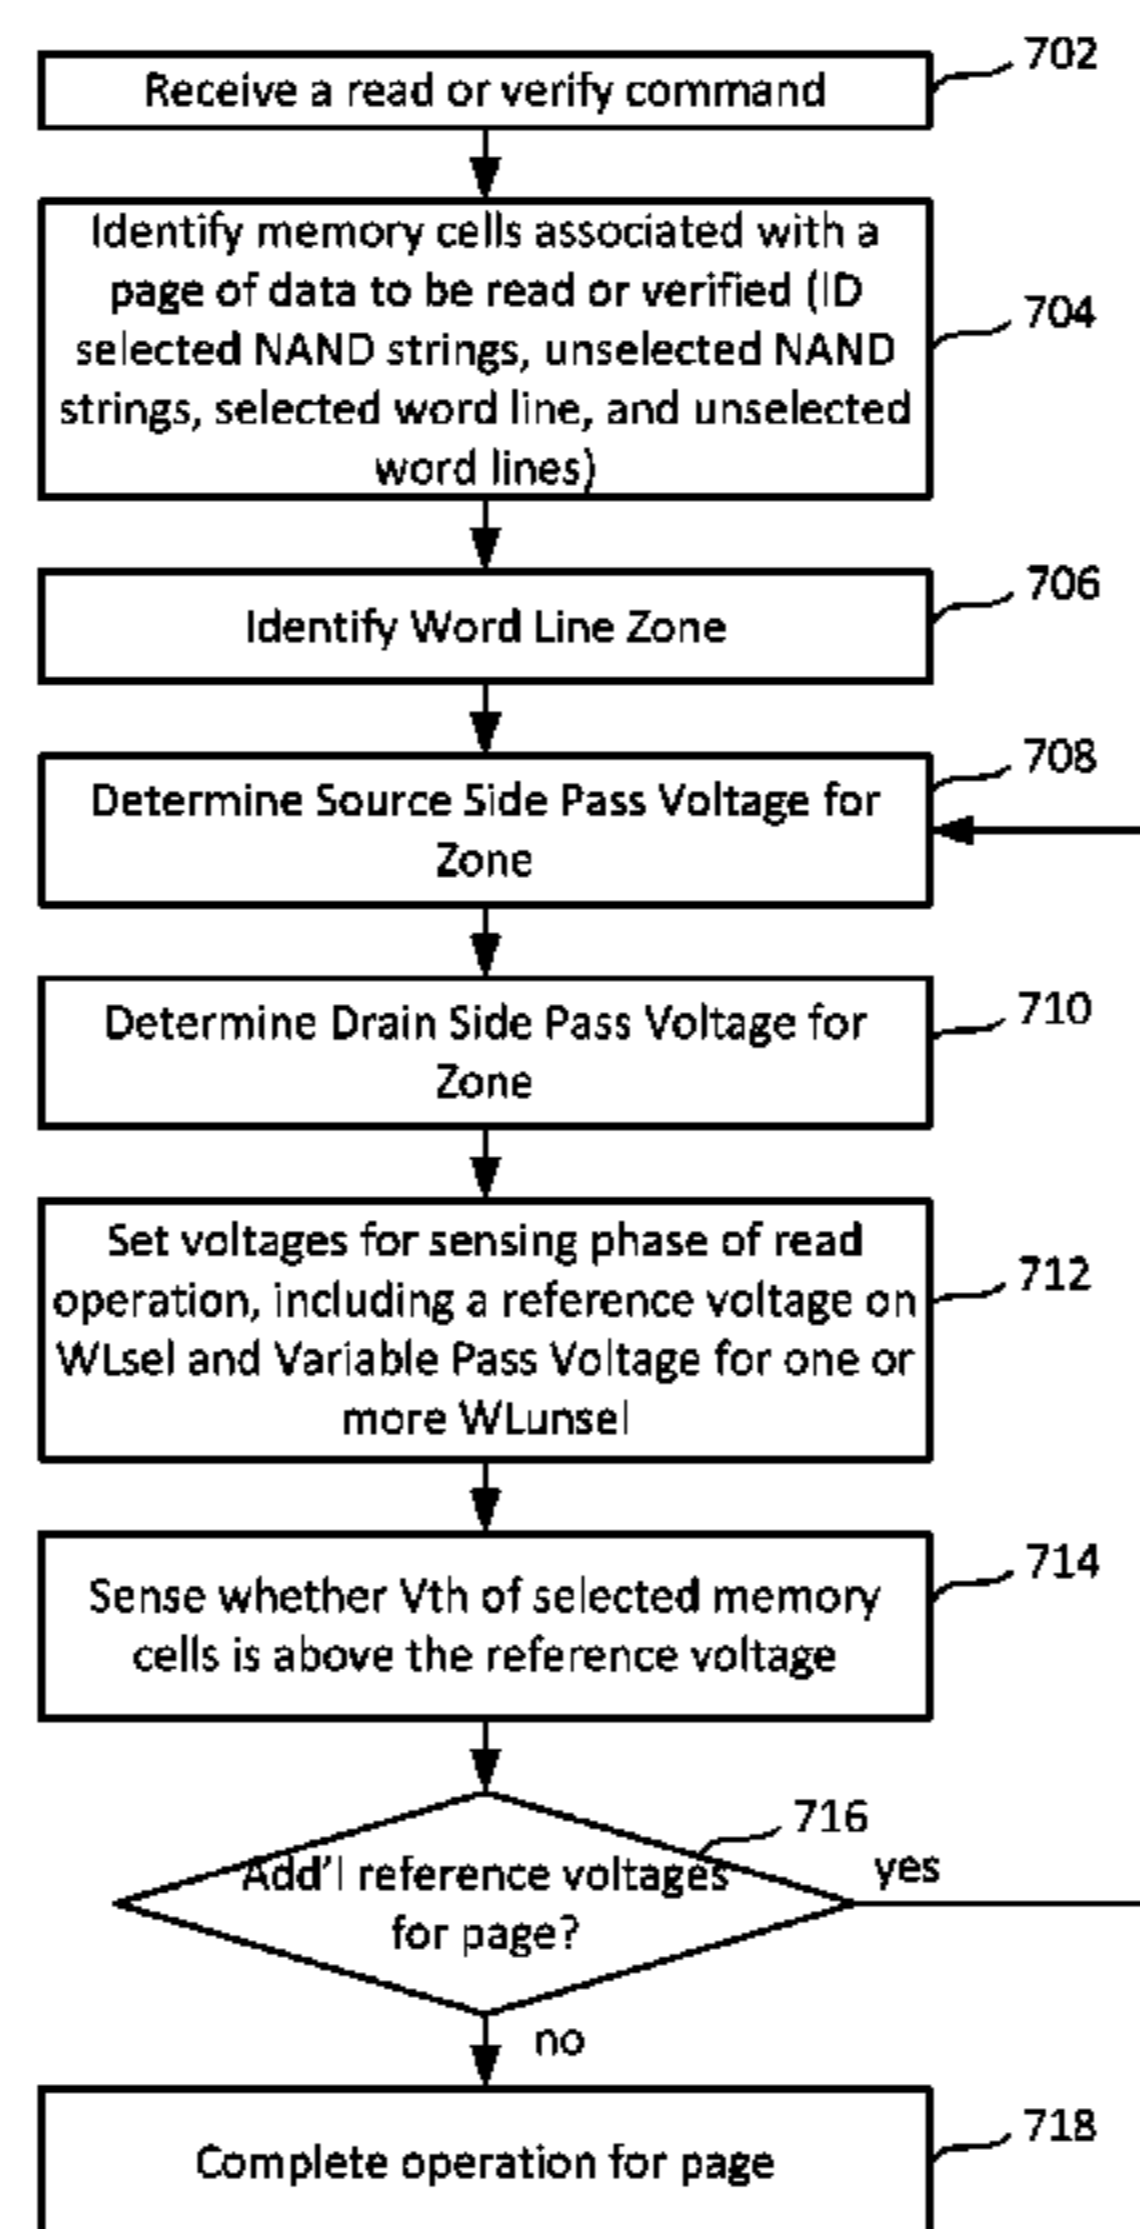 702
Receive a read or verify command
Identify memory cells associated with a
page of data to be read or verified (ID
selected NAND strings, unselected NAND
strings, selected word line, and unselected
word lines)
704
706
Identify Word Line Zone
708
Determine Source Side Pass Voltage for
Zone
710
Determine Drain Side Pass Voltage for
Zone
Set voltages for sensing phase of read
operation, including a reference voltage on
WLsel and Variable Pass Voltage for one or
more WLunsel
712
714
Sense whether Vth of selected memory
cells is above the reference voltage
716
Add'l reference voltages
for page?
yes
no
718
Complete operation for page